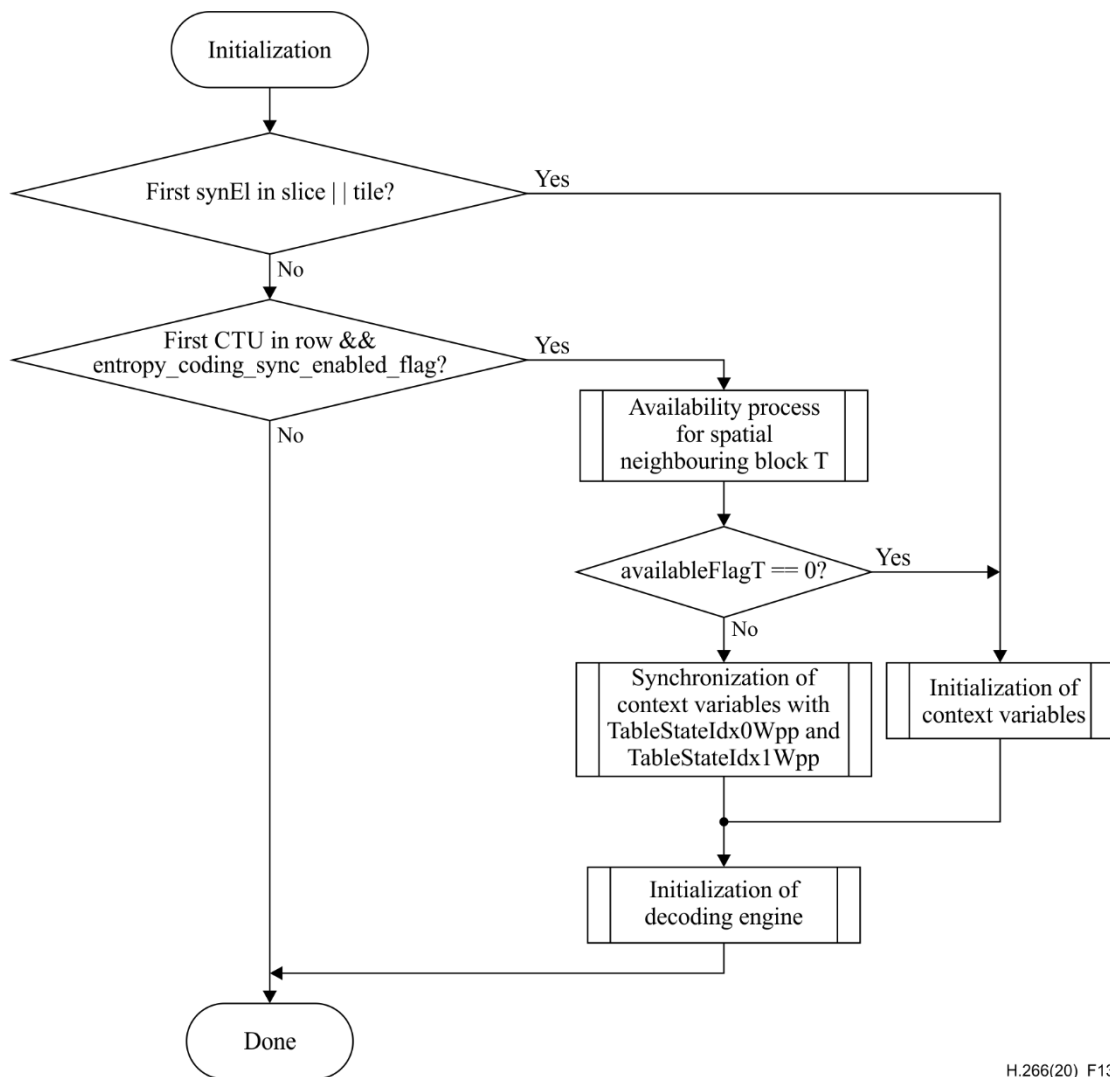 Initialization
First synEl in slice | | tile?
Yes
No
First CTU in row &&
entropy_coding_sync_enabled_flag?
Yes
No
Availability process
for spatial
neighbouring block T
availableFlagT == 0?
Yes
No
Synchronization of
context variables with
TableStateIdx0Wpp and
TableStateIdx1Wpp
Initialization of
context variables
Initialization of
decoding engine
Done
H.266(20)_F13